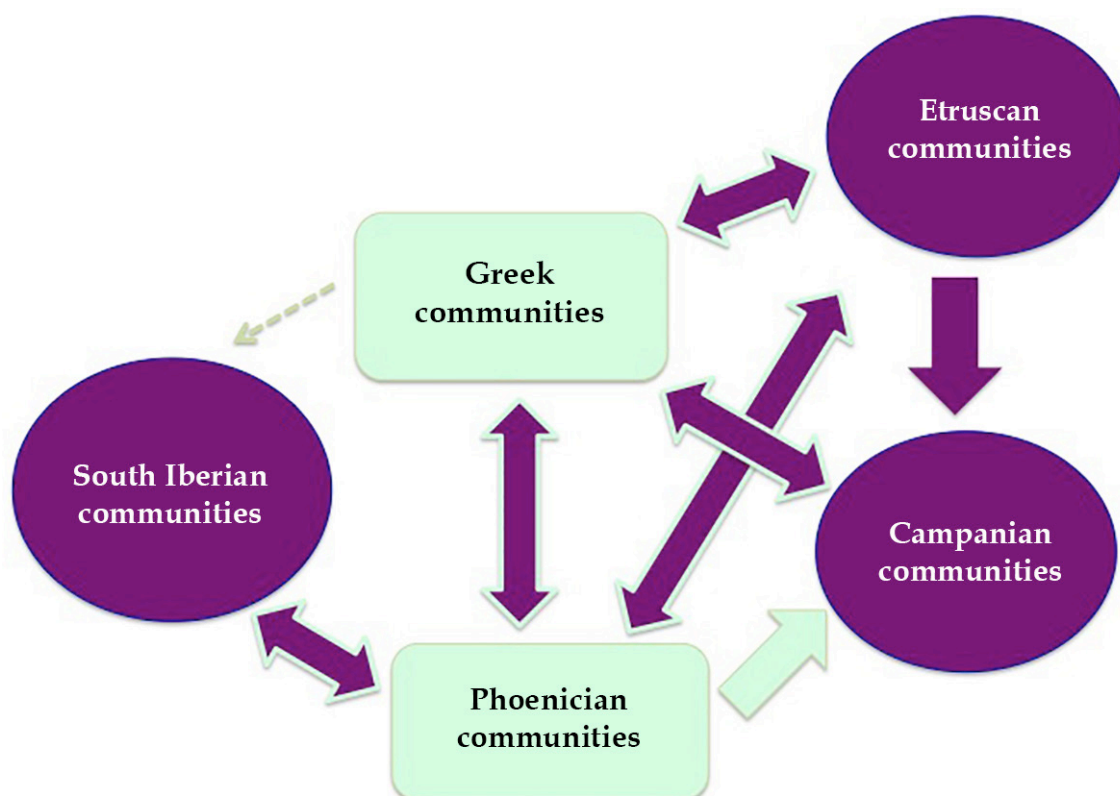 Etruscan
communities
Greek
communities
South Iberian
communities
Campanian
communities
Phoenician
communities